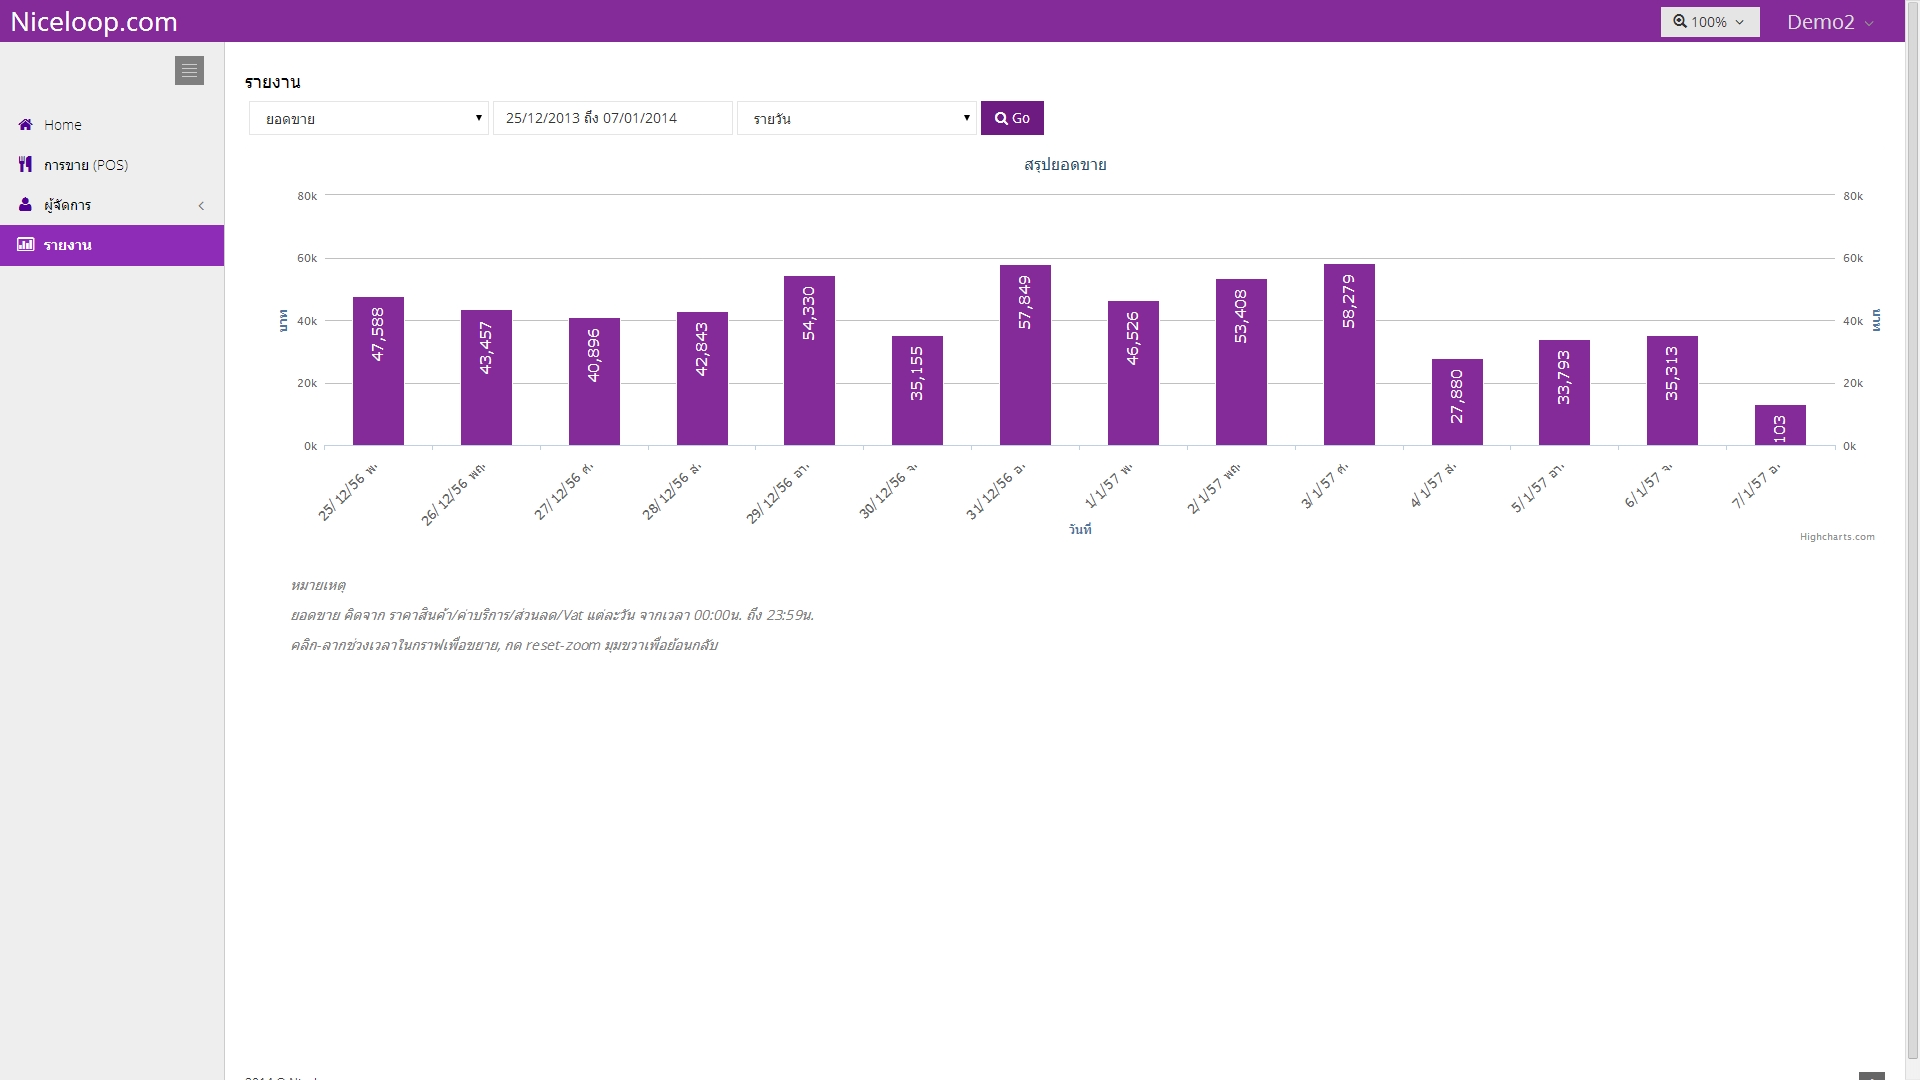 Niceloop.com
100%
Demo2
Home
การขาย (POS)
ผู้จัดการ
รายงาน
รายงาน
ยอดขาย
25/12/2013 ถึง 07/01/2014
รายวัน
Go
สรุปยอดขาย
80k
60k
40k
20k
0k
บาท
47,588
43,457
40,896
42,843
54,330
35,155
57,849
46,526
53,408
58,279
27,880
33,793
35,313
103
80k
60k
40k
20k
0k
บาท
25/12/56 พ.
26/12/56 พฤ.
27/12/56 ศ.
28/12/56 ส.
29/12/56 อา.
30/12/56 จ.
31/12/56 อ.
1/1/57 พ.
2/1/57 พฤ.
3/1/57 ศ.
4/1/57 ส.
5/1/57 อา.
6/1/57 จ.
7/1/57 อ.
วันที่
Highcharts.com
หมายเหตุ
ยอดขาย คิดจาก ราคาสินค้า/ค่าบริการ/ส่วนลด/Vat แต่ละวัน จากเวลา 00:00น. ถึง 23:59น.
คลิก-ลากช่วงเวลาในกราฟเพื่อขยาย, กด reset-zoom มุมขวาเพื่อย้อนกลับ